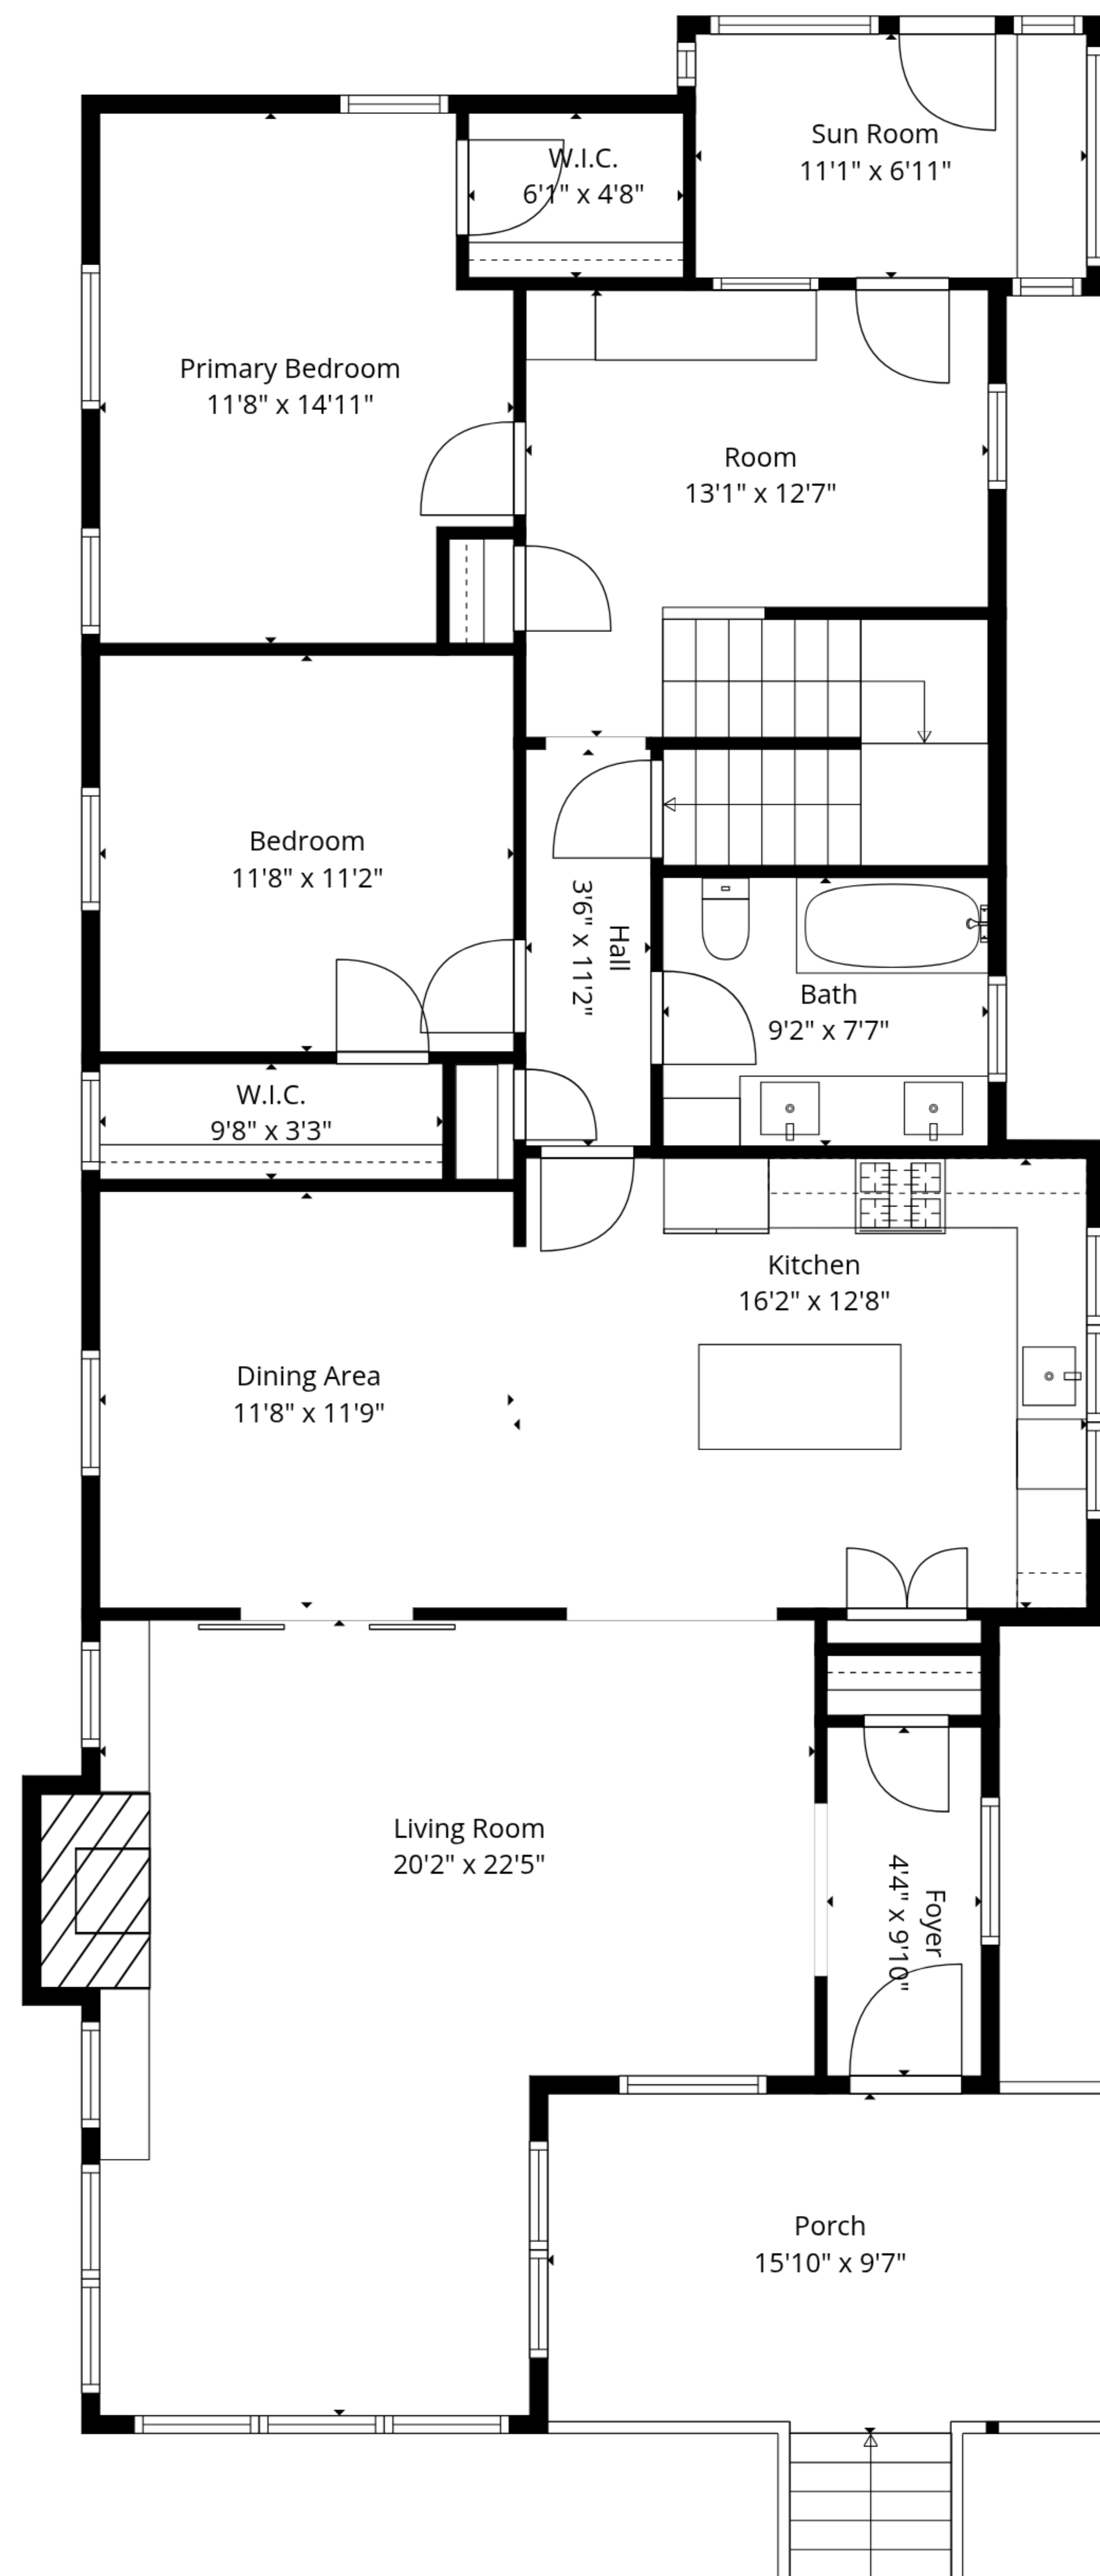 Sun Room
11'1" x 6'11"
W.I.C.
6'1" x 4'8"
Primary Bedroom
11'8" x 14'11"
Room
13'1" x 12'7"
Bedroom
11'8" x 11'2"
Hall
3'6" x 11'2"
Bath
9'2" x 7'7"
W.I.C.
9'8" x 3'3"
Kitchen
16'2" x 12'8"
Dining Area
11'8" x 11'9"
Living Room
20'2" x 22'5"
Foyer
4'4" x 9'10"
Porch
15'10" x 9'7"